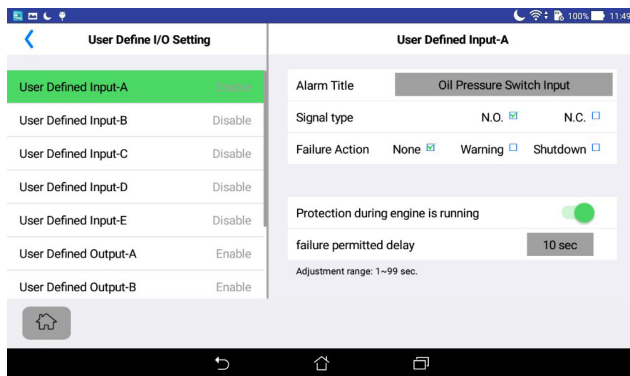 100% 11:49
User Define I/O Setting
User Defined Input-A
User Defined Input-A Enable
User Defined Input-B Disable
User Defined Input-C Disable
User Defined Input-D Disable
User Defined Input-E Disable
User Defined Output-A Enable
User Defined Output-B Enable
Alarm Title Oil Pressure Switch Input
Signal type N.O. N.C.
Failure Action None Warning Shutdown
Protection during engine is running
failure permitted delay 10 sec
Adjustment range: 1~99 sec.